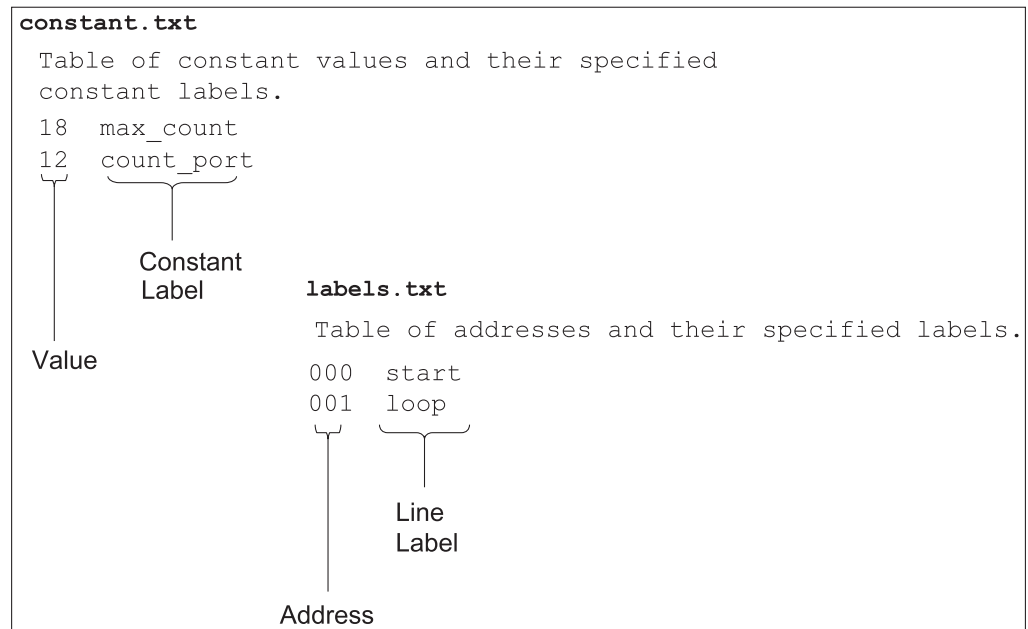 constant.txt
Table of constant values and their specified
constant labels.
18 max_count
12 count_port
Constant
Label
Value
labels.txt
Table of addresses and their specified labels.
000 start
001 loop
Line
Label
Address